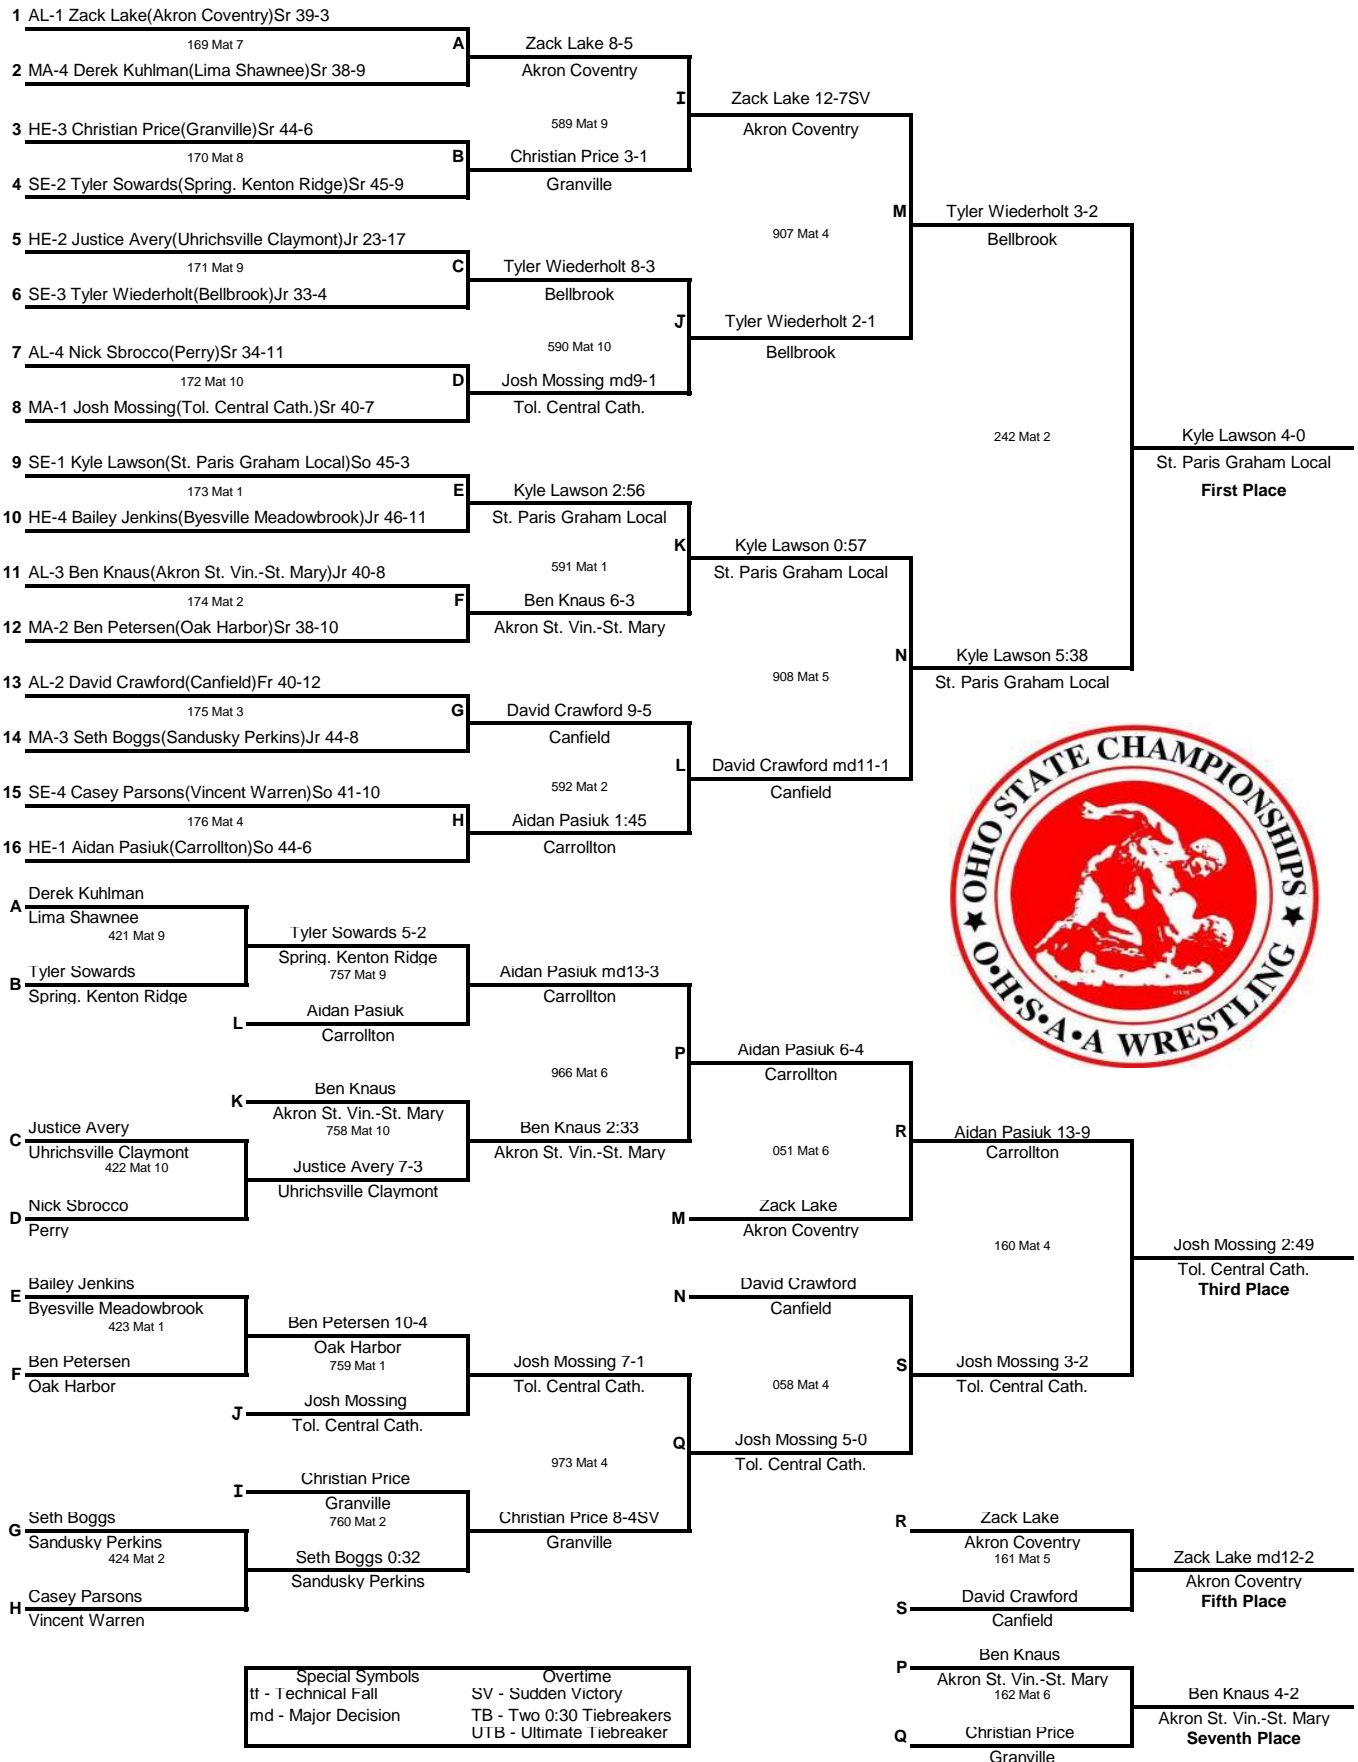 1 AL-1 Zack Lake(Akron Coventry)Sr 39-3
169 Mat 7
A
Zack Lake 8-5
2 MA-4 Derek Kuhlman(Lima Shawnee)Sr 38-9
Akron Coventry
I
Zack Lake 12-7SV
3 HE-3 Christian Price(Granville)Sr 44-6
589 Mat 9
Akron Coventry
170 Mat 8
B
Christian Price 3-1
4 SE-2 Tyler Sowards(Spring. Kenton Ridge)Sr 45-9
Granville
M
Tyler Wiederholt 3-2
5 HE-2 Justice Avery(Uhrichsville Claymont)Jr 23-17
907 Mat 4
Bellbrook
171 Mat 9
C
Tyler Wiederholt 8-3
6 SE-3 Tyler Wiederholt(Bellbrook)Jr 33-4
Bellbrook
J
Tyler Wiederholt 2-1
7 AL-4 Nick Sbrocco(Perry)Sr 34-11
590 Mat 10
Bellbrook
172 Mat 10
D
Josh Mossing md9-1
8 MA-1 Josh Mossing(Tol. Central Cath.)Sr 40-7
Tol. Central Cath.
242 Mat 2
Kyle Lawson 4-0
9 SE-1 Kyle Lawson(St. Paris Graham Local)So 45-3
St. Paris Graham Local
173 Mat 1
E
Kyle Lawson 2:56
First Place
10 HE-4 Bailey Jenkins(Byesville Meadowbrook)Jr 46-11
St. Paris Graham Local
K
Kyle Lawson 0:57
11 AL-3 Ben Knaus(Akron St. Vin.-St. Mary)Jr 40-8
591 Mat 1
St. Paris Graham Local
174 Mat 2
F
Ben Knaus 6-3
12 MA-2 Ben Petersen(Oak Harbor)Sr 38-10
Akron St. Vin.-St. Mary
N
Kyle Lawson 5:38
13 AL-2 David Crawford(Canfield)Fr 40-12
908 Mat 5
St. Paris Graham Local
175 Mat 3
G
David Crawford 9-5
14 MA-3 Seth Boggs(Sandusky Perkins)Jr 44-8
Canfield
L
David Crawford md11-1
15 SE-4 Casey Parsons(Vincent Warren)So 41-10
592 Mat 2
Canfield
176 Mat 4
H
Aidan Pasiuk 1:45
16 HE-1 Aidan Pasiuk(Carrollton)So 44-6
Carrollton
OHIO STATE CHAMPIONSHIPS
O•H•S•A•A WRESTLING
A
Derek Kuhlman
Lima Shawnee
421 Mat 9
Tyler Sowards 5-2
Spring. Kenton Ridge
B
Tyler Sowards
757 Mat 9
Aidan Pasiuk md13-3
Spring. Kenton Ridge
Carrollton
L
Aidan Pasiuk
Carrollton
P
Aidan Pasiuk 6-4
966 Mat 6
Carrollton
K
Ben Knaus
Akron St. Vin.-St. Mary
C
Justice Avery
758 Mat 10
Ben Knaus 2:33
R
Aidan Pasiuk 13-9
Uhrichsville Claymont
Akron St. Vin.-St. Mary
051 Mat 6
Carrollton
422 Mat 10
Justice Avery 7-3
Uhrichsville Claymont
D
Nick Sbrocco
Perry
M
Zack Lake
Akron Coventry
160 Mat 4
Josh Mossing 2:49
Tol. Central Cath.
Third Place
E
Bailey Jenkins
Byesville Meadowbrook
N
David Crawford
Canfield
423 Mat 1
Ben Petersen 10-4
Oak Harbor
F
Ben Petersen
759 Mat 1
Josh Mossing 7-1
S
Josh Mossing 3-2
Oak Harbor
Tol. Central Cath.
058 Mat 4
Tol. Central Cath.
J
Josh Mossing
Tol. Central Cath.
Q
Josh Mossing 5-0
973 Mat 4
Tol. Central Cath.
I
Christian Price
Granville
G
Seth Boggs
760 Mat 2
Christian Price 8-4SV
R
Zack Lake
Sandusky Perkins
Granville
Akron Coventry
424 Mat 2
Seth Boggs 0:32
161 Mat 5
Zack Lake md12-2
Sandusky Perkins
Akron Coventry
H
Casey Parsons
S
David Crawford
Fifth Place
Vincent Warren
Canfield
P
Ben Knaus
Special Symbols
Overtime
Akron St. Vin.-St. Mary
tf - Technical Fall
SV - Sudden Victory
162 Mat 6
Ben Knaus 4-2
md - Major Decision
TB - Two 0:30 Tiebreakers
Akron St. Vin.-St. Mary
UTB - Ultimate Tiebreaker
Q
Christian Price
Seventh Place
Granville